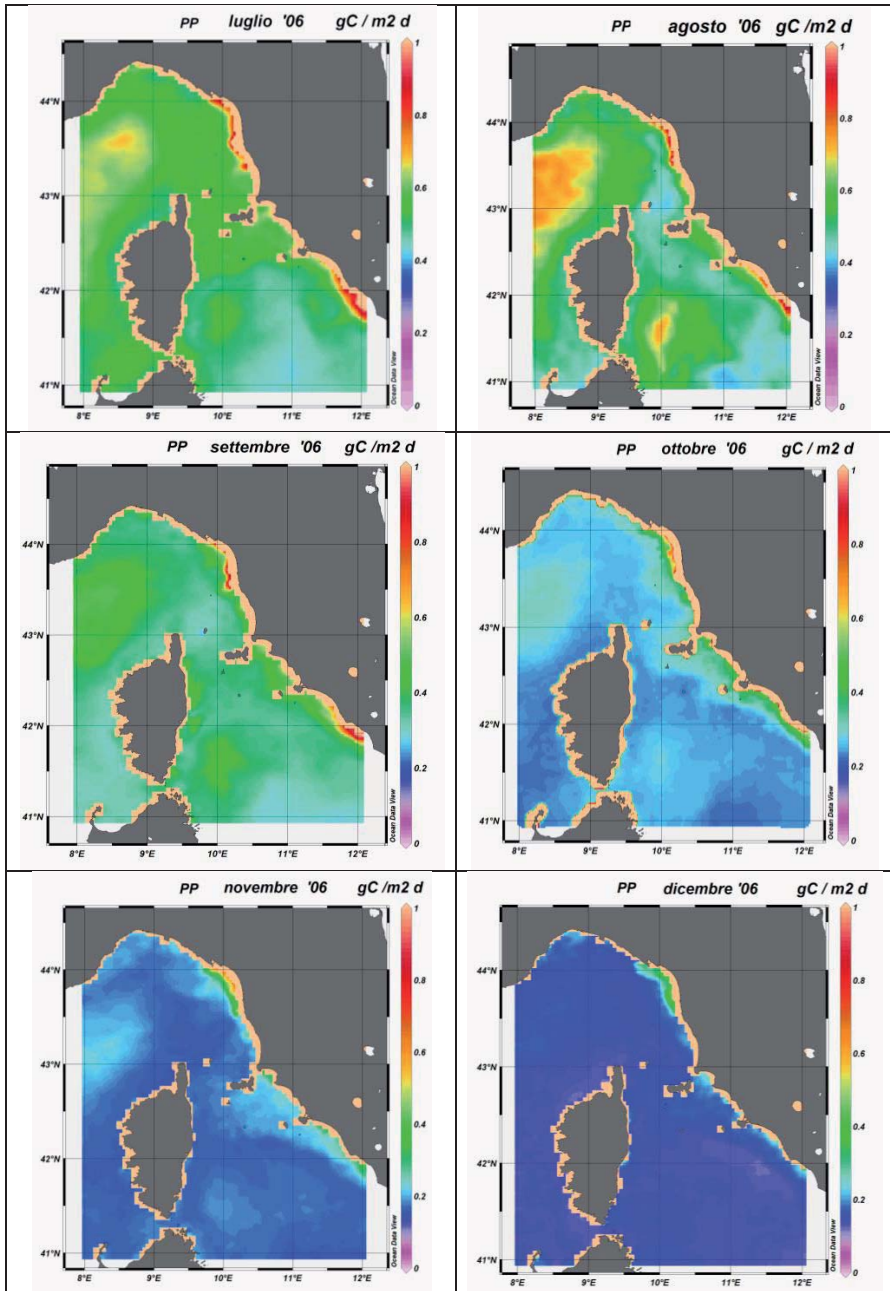 PP luglio '06 gC / m2 d
44°N
43°N
42°N
41°N
8°E 9°E 10°E 11°E 12°E
1
0.8
0.6
0.4
0.2
0
Ocean Data View
PP agosto '06 gC /m2 d
44°N
43°N
42°N
41°N
8°E 9°E 10°E 11°E 12°E
1
0.8
0.6
0.4
0.2
0
Ocean Data View
PP settembre '06 gC /m2 d
44°N
43°N
42°N
41°N
8°E 9°E 10°E 11°E 12°E
1
0.8
0.6
0.4
0.2
0
Ocean Data View
PP ottobre '06 gC /m2 d
44°N
43°N
42°N
41°N
8°E 9°E 10°E 11°E 12°E
1
0.8
0.6
0.4
0.2
0
Ocean Data View
PP novembre '06 gC /m2 d
44°N
43°N
42°N
41°N
8°E 9°E 10°E 11°E 12°E
1
0.8
0.6
0.4
0.2
0
Ocean Data View
PP dicembre '06 gC / m2 d
44°N
43°N
42°N
41°N
8°E 9°E 10°E 11°E 12°E
1
0.8
0.6
0.4
0.2
0
Ocean Data View